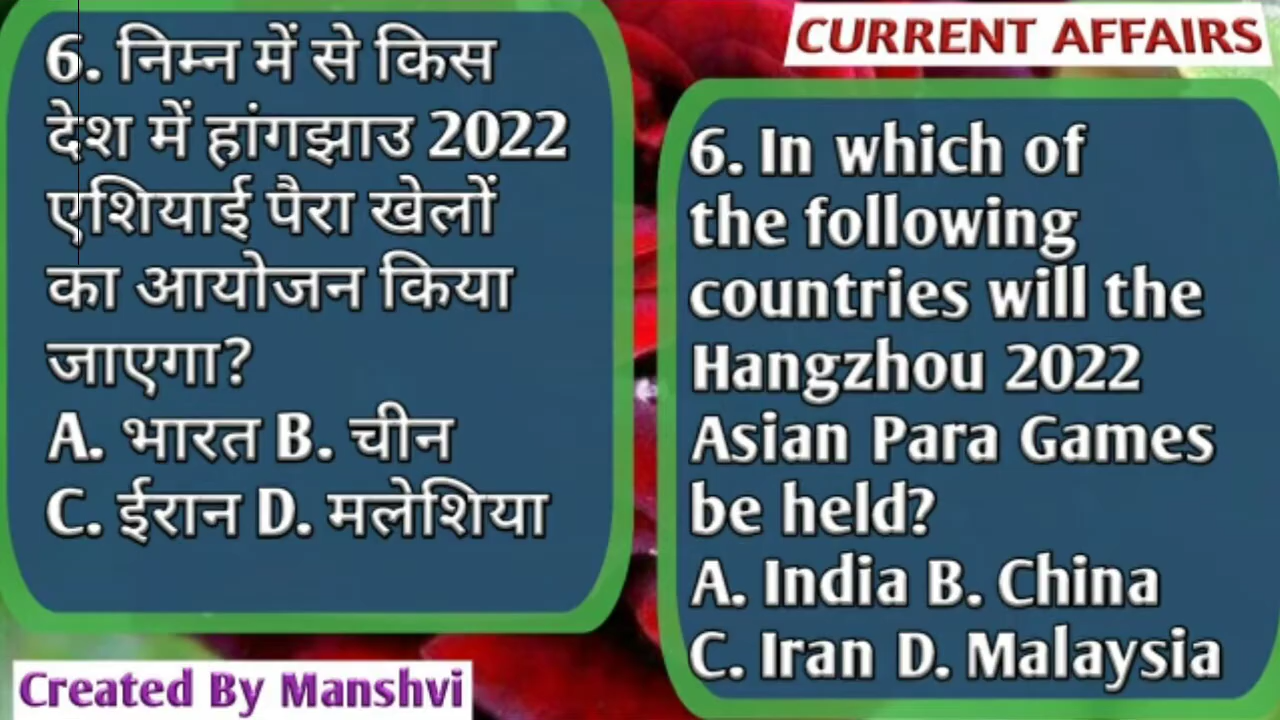 6. निम्न में से किस
देश में हांगझाउ 2022
एशियाई पैरा खेलों
का आयोजन किया
जाएगा?
A. भारत B. चीन
C. ईरान D. मलेशिया
Created By Manshvi
CURRENT AFFAIRS
6. In which of
the following
countries will the
Hangzhou 2022
Asian Para Games
be held?
A. India B. China
C. Iran D. Malaysia